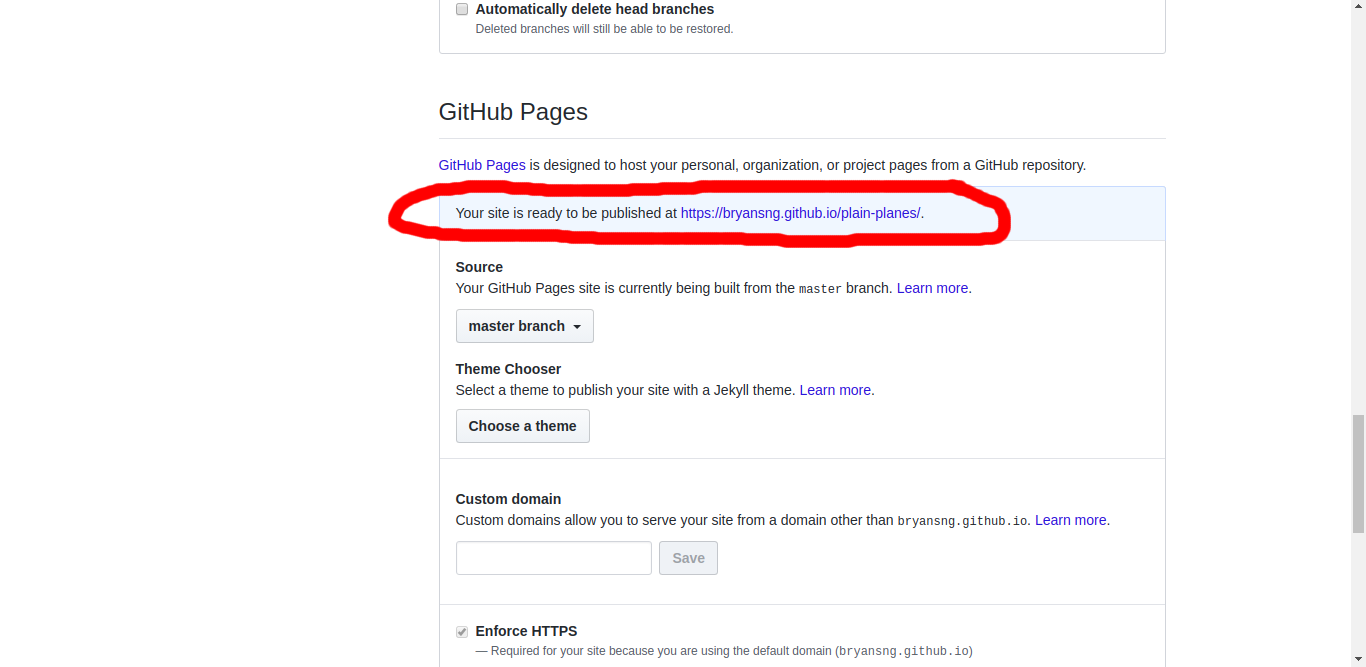 Automatically delete head branches
Deleted branches will still be able to be restored.
GitHub Pages
GitHub Pages is designed to host your personal, organization, or project pages from a GitHub repository.
Your site is ready to be published at https://bryansng.github.io/plain-planes/.
Source
Your GitHub Pages site is currently being built from the master branch. Learn more.
master branch
Theme Chooser
Select a theme to publish your site with a Jekyll theme. Learn more.
Choose a theme
Custom domain
Custom domains allow you to serve your site from a domain other than bryansng.github.io. Learn more.
Save
Enforce HTTPS
— Required for your site because you are using the default domain (bryansng.github.io)